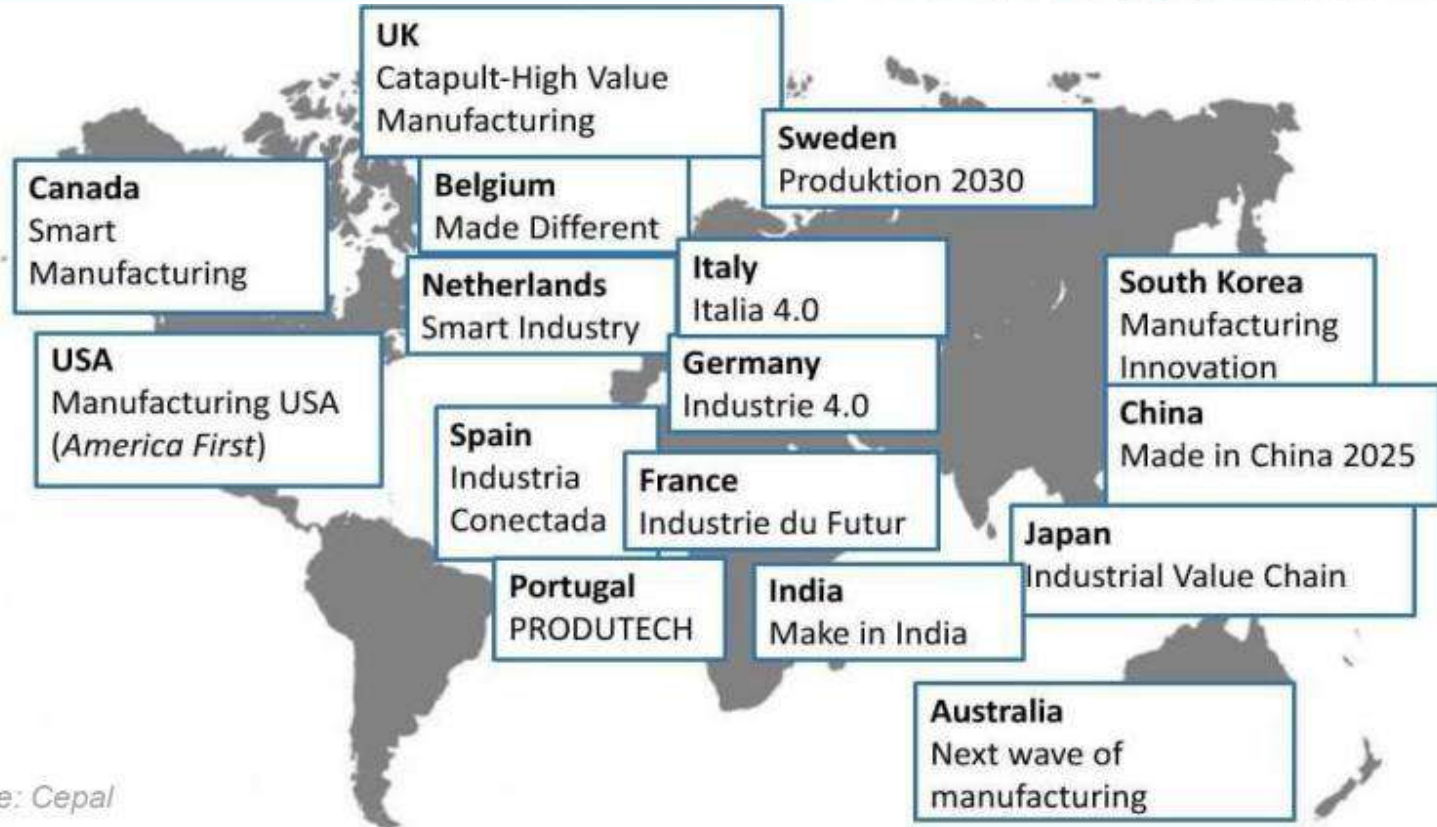 UK
Catapult-High Value
Manufacturing
Sweden
Produktion 2030
Canada
Smart
Manufacturing
Belgium
Made Different
Netherlands
Smart Industry
Italy
Italia 4.0
South Korea
Manufacturing
Innovation
USA
Manufacturing USA
(America First)
Germany
Industrie 4.0
China
Made in China 2025
Spain
Industria
Conectada
France
Industrie du Futur
Japan
Industrial Value Chain
Portugal
PRODUTECH
India
Make in India
Australia
Next wave of
manufacturing
e: Cepal